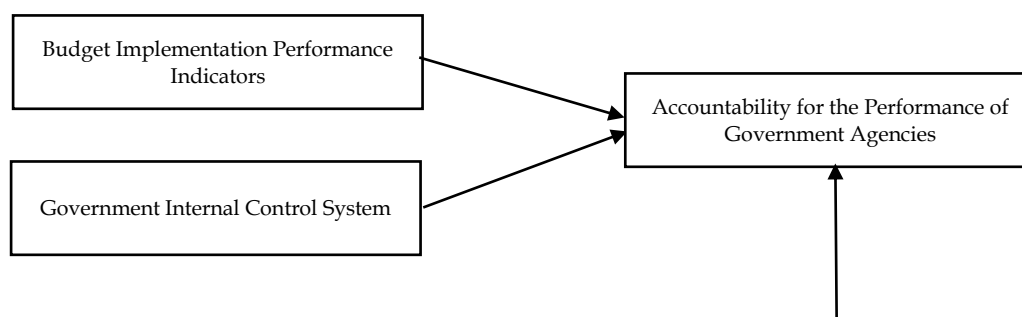 Budget Implementation Performance
Indicators
Accountability for the Performance of
Government Agencies
Government Internal Control System